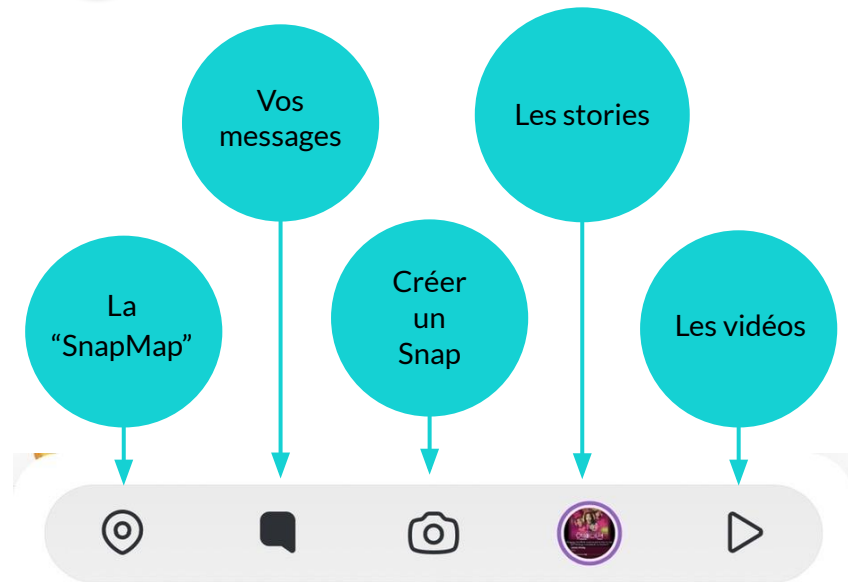 Vos
messages
Les stories
La
“SnapMap”
Créer
un
Snap
Les vidéos